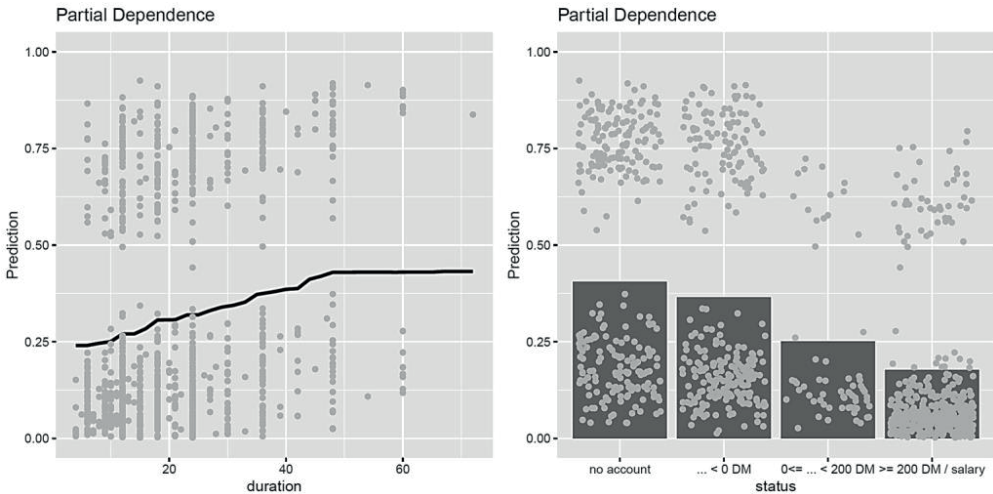 Partial Dependence
1.00
0.75
0.50
0.25
0.00
Prediction
20
40
60
duration
Partial Dependence
1.00
0.75
0.50
0.25
0.00
Prediction
no account
... < 0 DM
0<= ... < 200 DM
>= 200 DM / salary
status